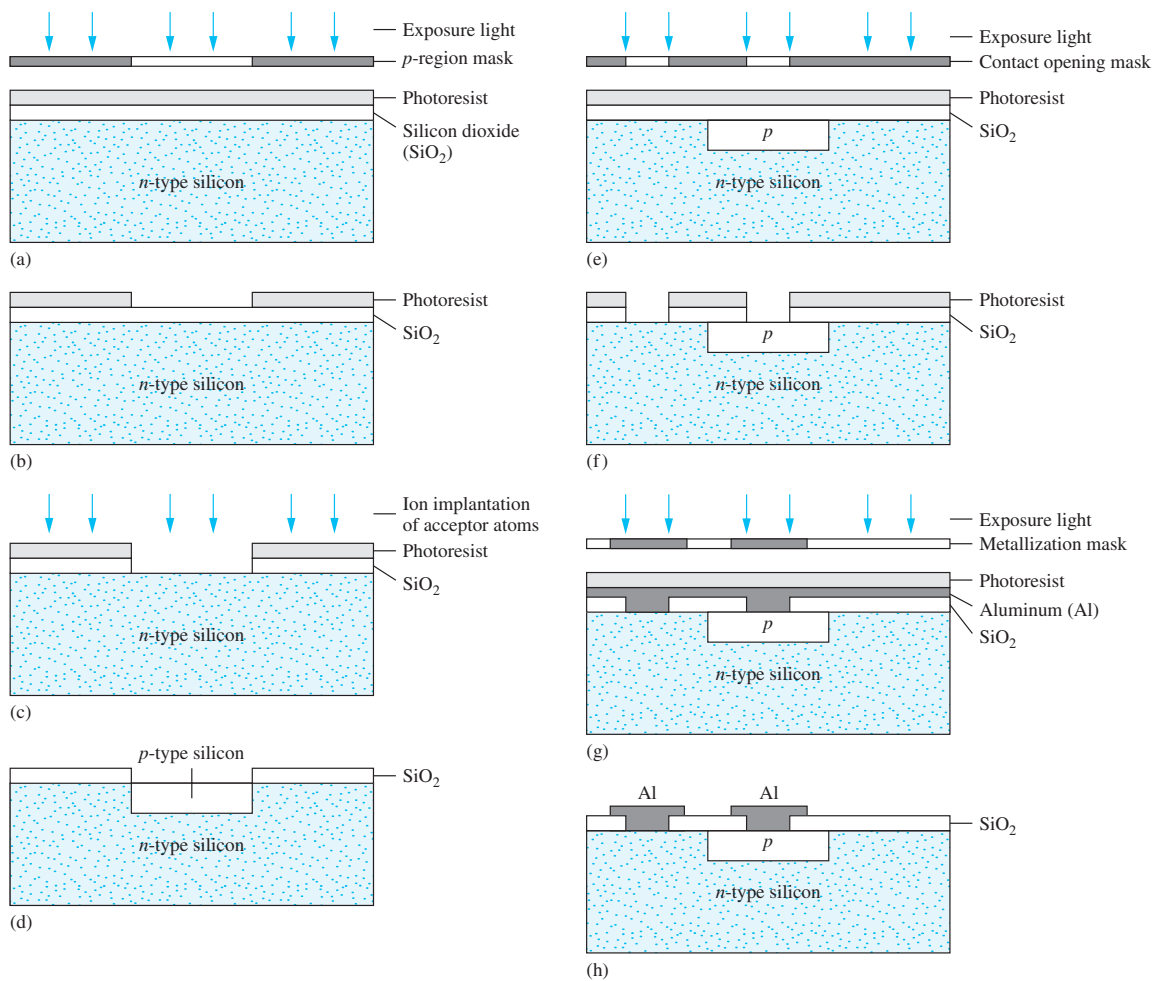 Exposure light
p-region mask
Photoresist
Silicon dioxide
(SiO₂)
n-type silicon
(a)
Photoresist
SiO₂
n-type silicon
(b)
Ion implantation
of acceptor atoms
Photoresist
SiO₂
n-type silicon
(c)
p-type silicon
SiO₂
n-type silicon
(d)
Exposure light
Contact opening mask
Photoresist
SiO₂
p
n-type silicon
(e)
Photoresist
SiO₂
p
n-type silicon
(f)
Exposure light
Metallization mask
Photoresist
Aluminum (Al)
SiO₂
p
n-type silicon
(g)
Al Al
SiO₂
p
n-type silicon
(h)